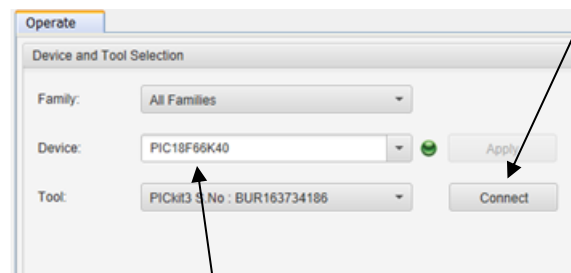 Operate
Device and Tool Selection
Family: All Families
Device: PIC18F66K40 Apply
Tool: PICkit3 S.No : BUR163734186 Connect